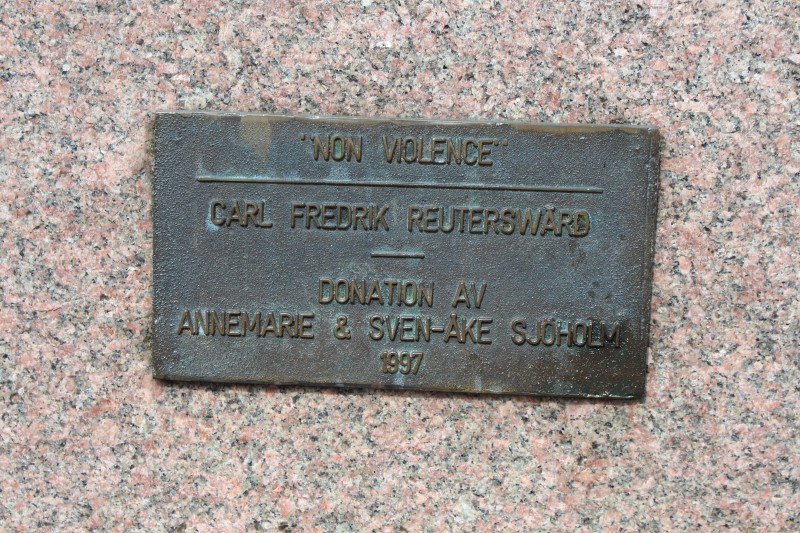 "NON VIOLENCE"
CARL FREDRIK REUTERSWÄRD
DONATION AV
ANNEMARIE & SVEN-ÅKE SJÖHOLM
1997